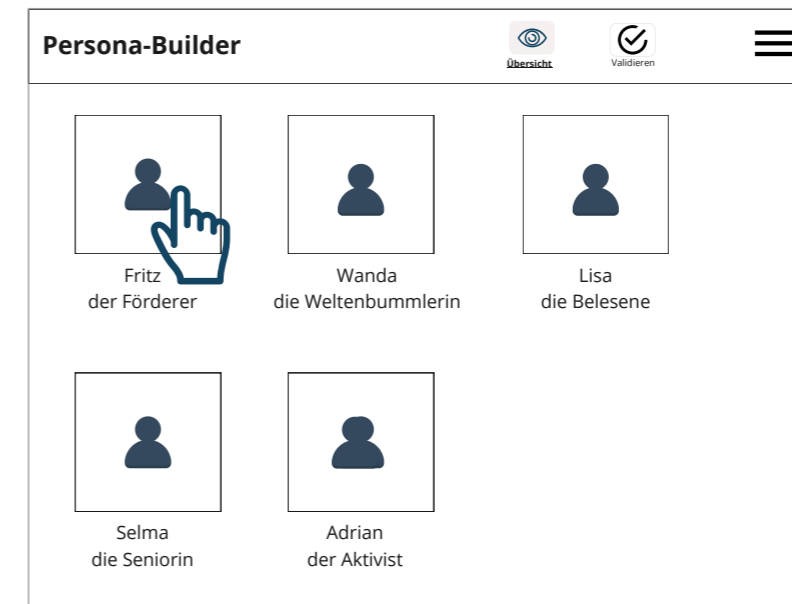 Persona-Builder
Übersicht
Validieren
Fritz
der Förderer
Wanda
die Weltenbummlerin
Lisa
die Belesene
Selma
die Seniorin
Adrian
der Aktivist